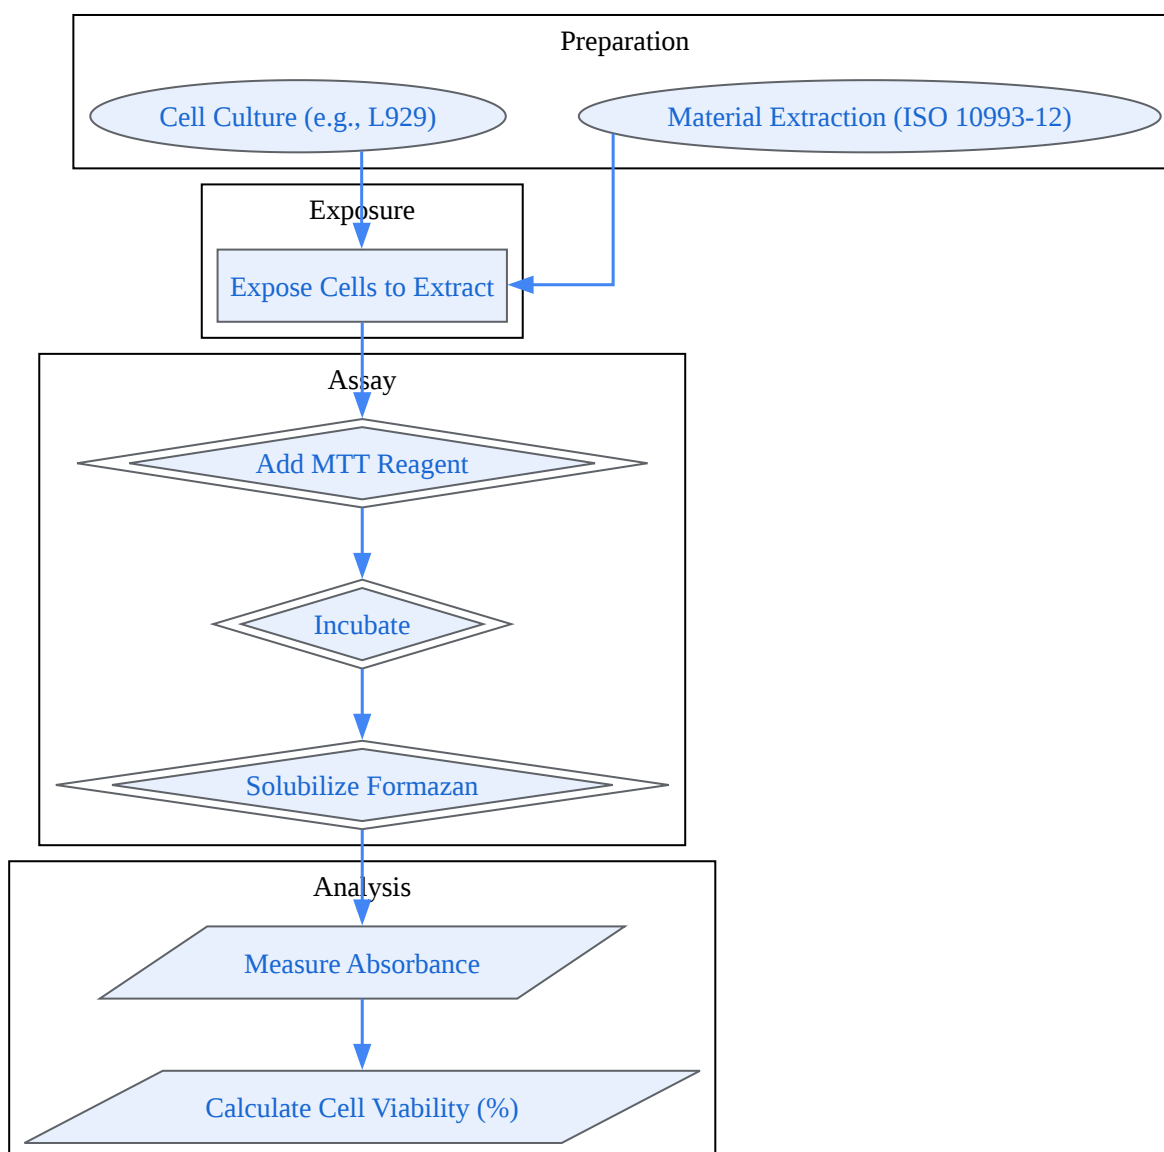 Preparation
Cell Culture (e.g., L929)
Material Extraction (ISO 10993-12)
Exposure
Expose Cells to Extract
Assay
Add MTT Reagent
Incubate
Solubilize Formazan
Analysis
Measure Absorbance
Calculate Cell Viability (%)